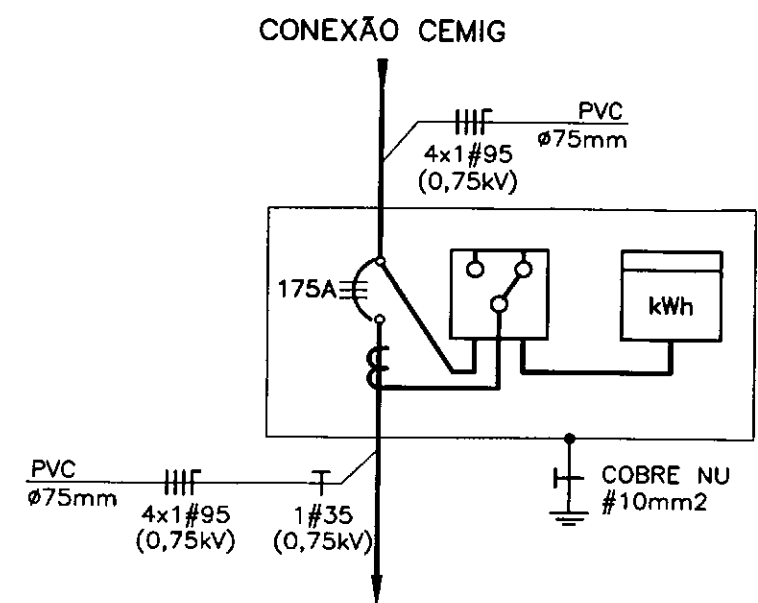 CONEXÃO CEMIG
PVC
ø75mm
4x1#95
(0,75kV)
175A
kWh
PVC
ø75mm
4x1#95
(0,75kV)
1#35
(0,75kV)
COBRE NU
#10mm2